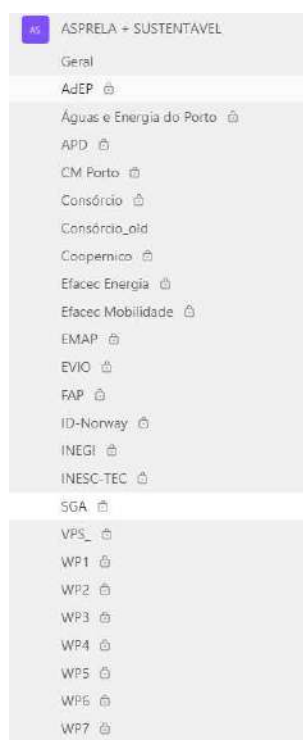 AS ASPRELA + SUSTENTAVEL
Geral
AdEP
Águas e Energia do Porto
APD
CM Porto
Consórcio
Consórcio_old
Coopernico
Efacec Energia
Efacec Mobilidade
EMAP
EVIO
FAP
ID-Norway
INEGI
INESC-TEC
SGA
VPS_
WP1
WP2
WP3
WP4
WP5
WP6
WP7